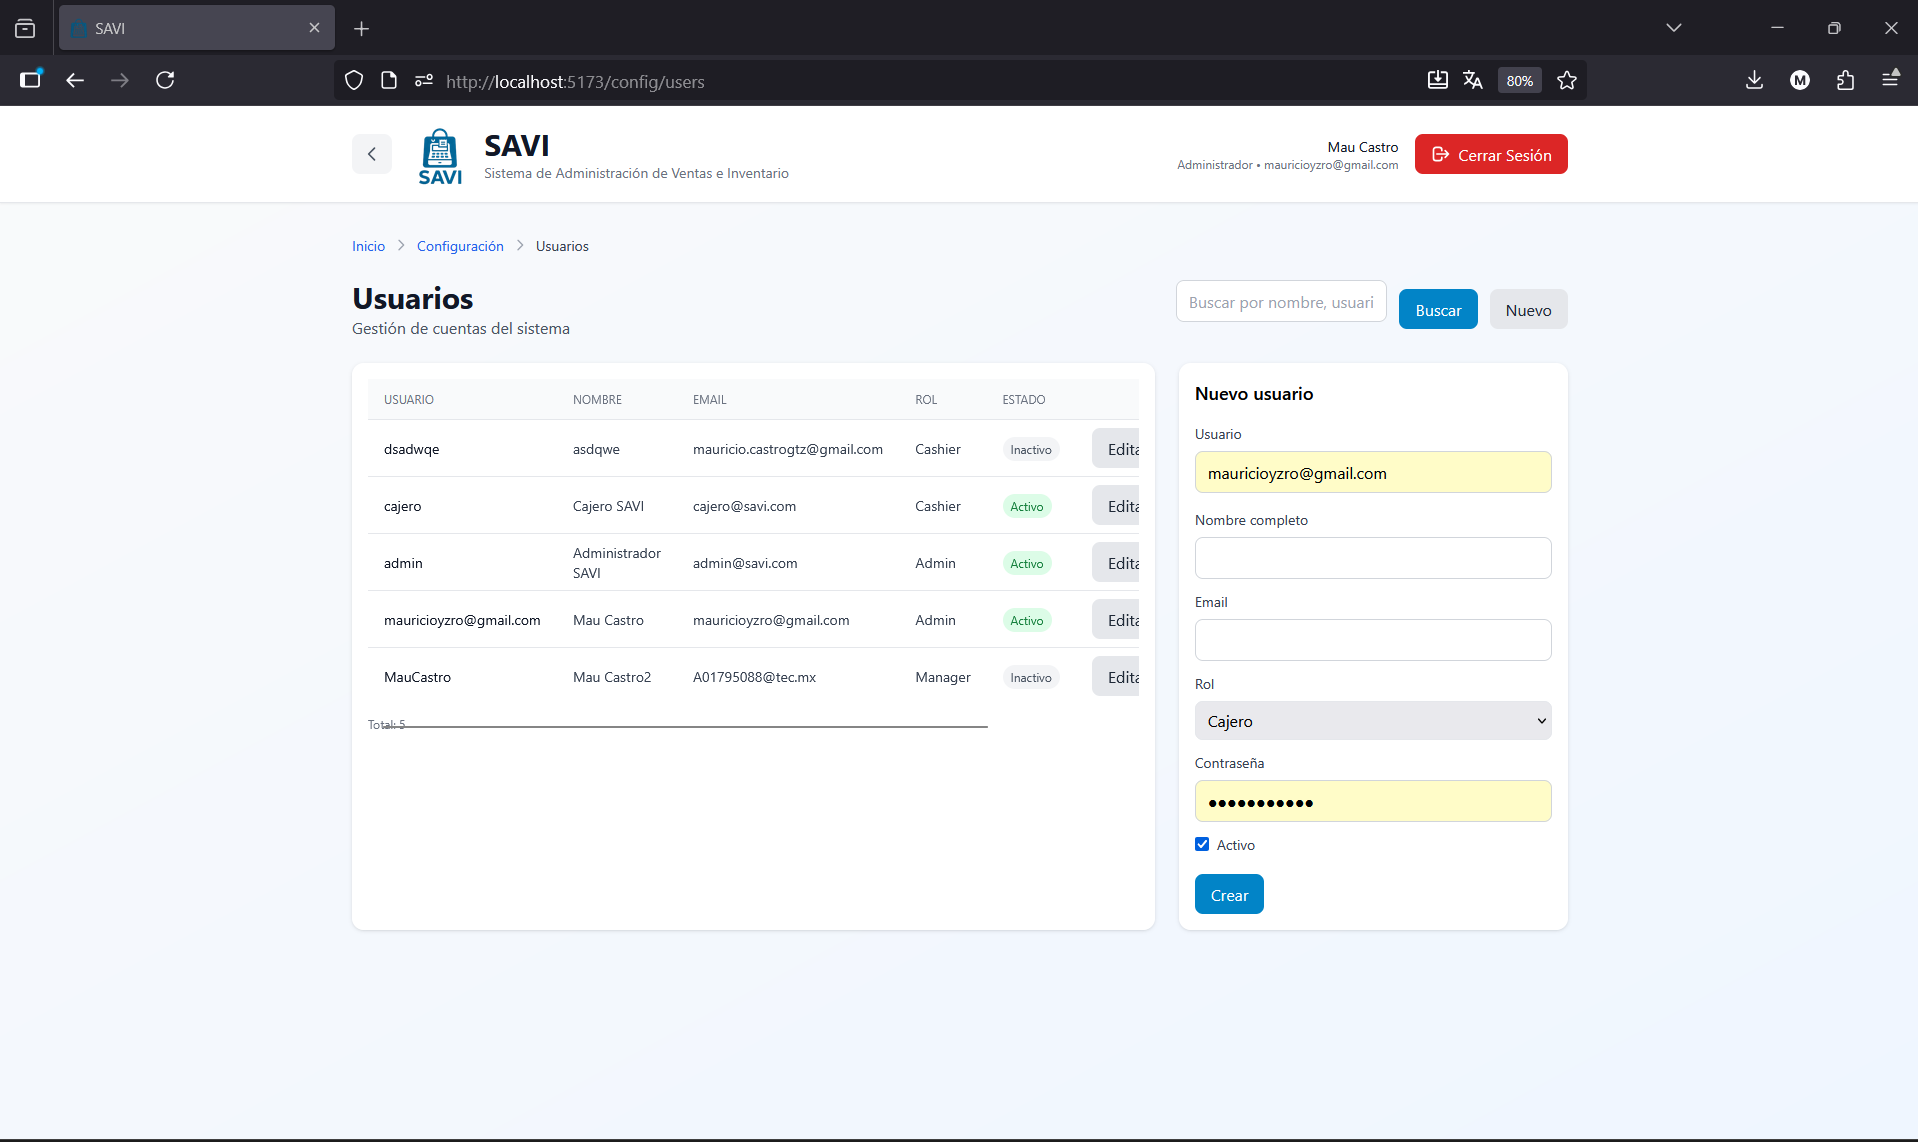 SAVI
http://localhost:5173/config/users
80%
M
SAVI
SAVI
Sistema de Administración de Ventas e Inventario
Mau Castro
Administrador • mauricioyzro@gmail.com
Cerrar Sesión
Inicio > Configuración > Usuarios
Usuarios
Gestión de cuentas del sistema
Buscar por nombre, usuari
Buscar
Nuevo
USUARIO NOMBRE EMAIL ROL ESTADO
dsadwqe asdqwe mauricio.castrogtz@gmail.com Cashier Inactivo Edita
cajero Cajero SAVI cajero@savi.com Cashier Activo Edita
admin Administrador SAVI admin@savi.com Admin Activo Edita
mauricioyzro@gmail.com Mau Castro mauricioyzro@gmail.com Admin Activo Edita
MauCastro Mau Castro2 A01795088@tec.mx Manager Inactivo Edita
Total: 5
Nuevo usuario
Usuario
mauricioyzro@gmail.com
Nombre completo
Email
Rol
Cajero
Contraseña
●●●●●●●●●●●
Activo
Crear